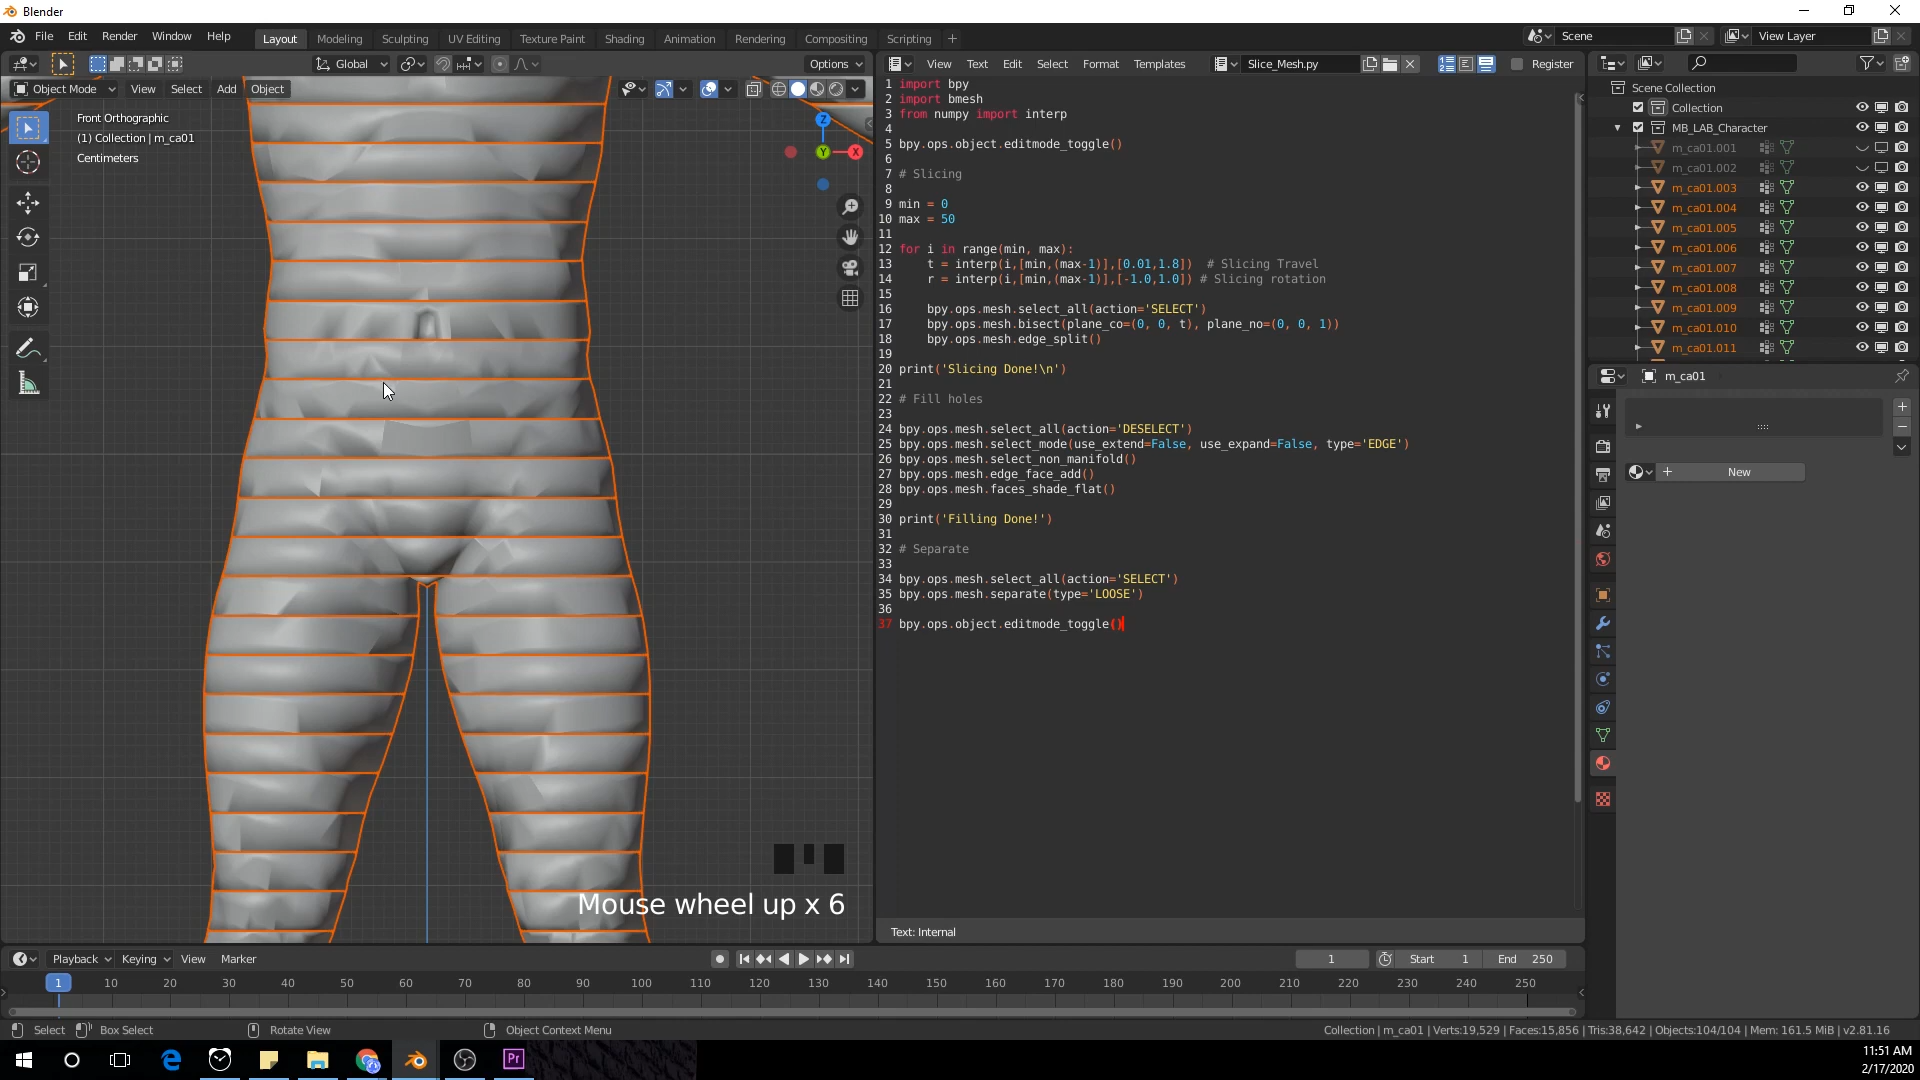 Blender
File Edit Render Window Help
Layout Modeling Sculpting UV Editing Texture Paint Shading Animation Rendering Compositing Scripting
Scene
View Layer
Global
Options
View Text Edit Select Format Templates
Slice_Mesh.py
Register
Object Mode View Select Add Object
Front Orthographic
(1) Collection | m_ca01
Centimeters
Z
Y
X
1 import bpy
2 import bmesh
3 from numpy import interp
4
5 bpy.ops.object.editmode_toggle()
6
7 # Slicing
8
9 min = 0
10 max = 50
11
12 for i in range(min, max):
13 t = interp(i,[min,(max-1)],[0.01,1.8]) # Slicing Travel
14 r = interp(i,[min,(max-1)],[-1.0,1.0]) # Slicing rotation
15
16 bpy.ops.mesh.select_all(action='SELECT')
17 bpy.ops.mesh.bisect(plane_co=(0, 0, t), plane_no=(0, 0, 1))
18 bpy.ops.mesh.edge_split()
19
20 print('Slicing Done!\n')
21
22 # Fill holes
23
24 bpy.ops.mesh.select_all(action='DESELECT')
25 bpy.ops.mesh.select_mode(use_extend=False, use_expand=False, type='EDGE')
26 bpy.ops.mesh.select_non_manifold()
27 bpy.ops.mesh.edge_face_add()
28 bpy.ops.mesh.faces_shade_flat()
29
30 print('Filling Done!')
31
32 # Separate
33
34 bpy.ops.mesh.select_all(action='SELECT')
35 bpy.ops.mesh.separate(type='LOOSE')
36
37 bpy.ops.object.editmode_toggle()
Text: Internal
Scene Collection
Collection
MB_LAB_Character
m_ca01.001
m_ca01.002
m_ca01.003
m_ca01.004
m_ca01.005
m_ca01.006
m_ca01.007
m_ca01.008
m_ca01.009
m_ca01.010
m_ca01.011
m_ca01
New
Mouse wheel up x 6
Playback Keying View Marker
1 Start 1 End 250
1 10 20 30 40 50 60 70 80 90 100 110 120 130 140 150 160 170 180 190 200 210 220 230 240 250
Select Box Select Rotate View Object Context Menu
Collection | m_ca01 | Verts:19,529 | Faces:15,856 | Tris:38,642 | Objects:104/104 | Mem: 161.5 MiB | v2.81.16
Pr
11:51 AM
2/17/2020